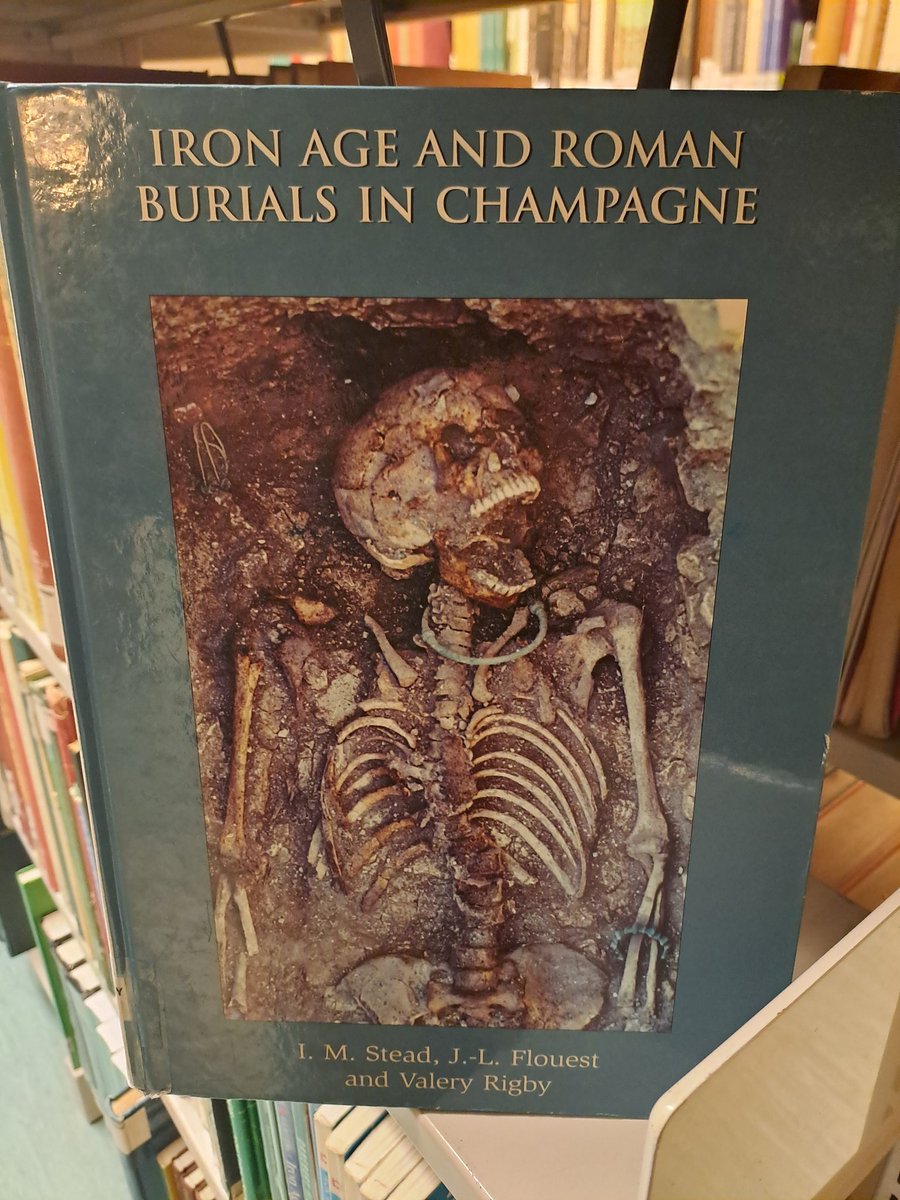 IRON AGE AND ROMAN
BURIALS IN CHAMPAGNE
I. M. Stead, J.-L. Flouest
and Valery Rigby